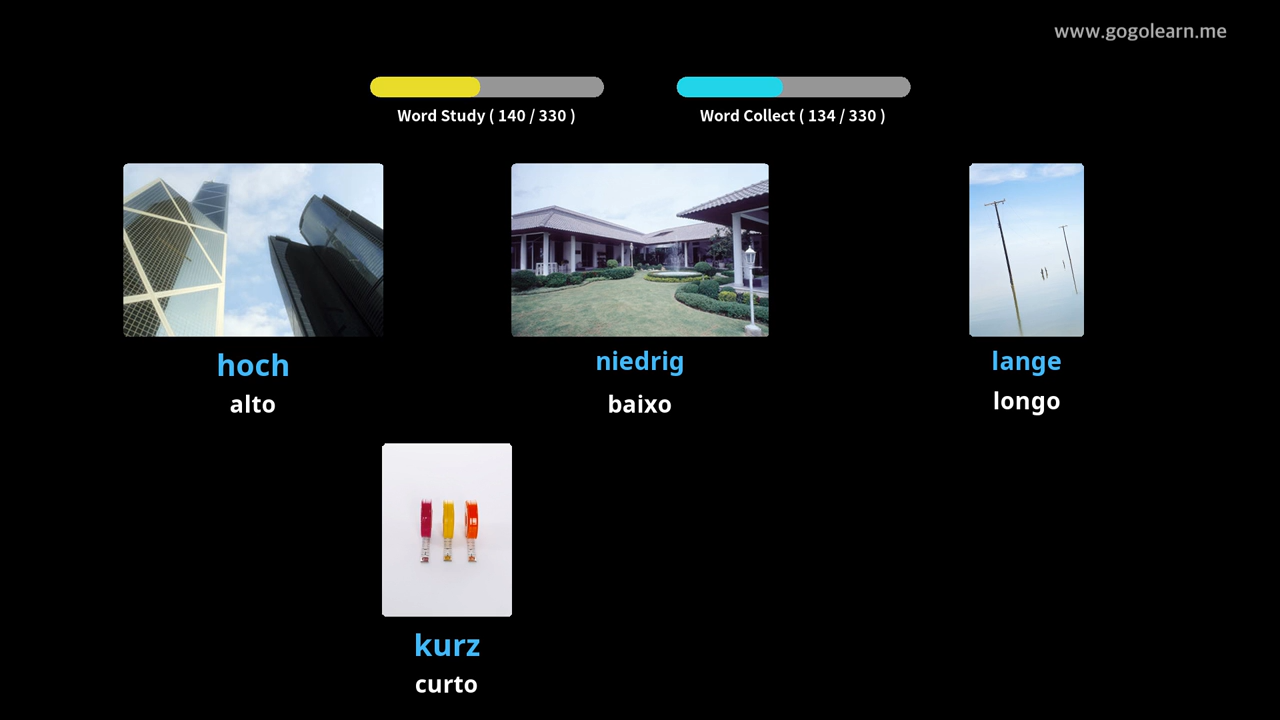 www.gogolearn.me
Word Study ( 140 / 330 )
Word Collect ( 134 / 330 )
hoch
alto
niedrig
baixo
lange
longo
kurz
curto